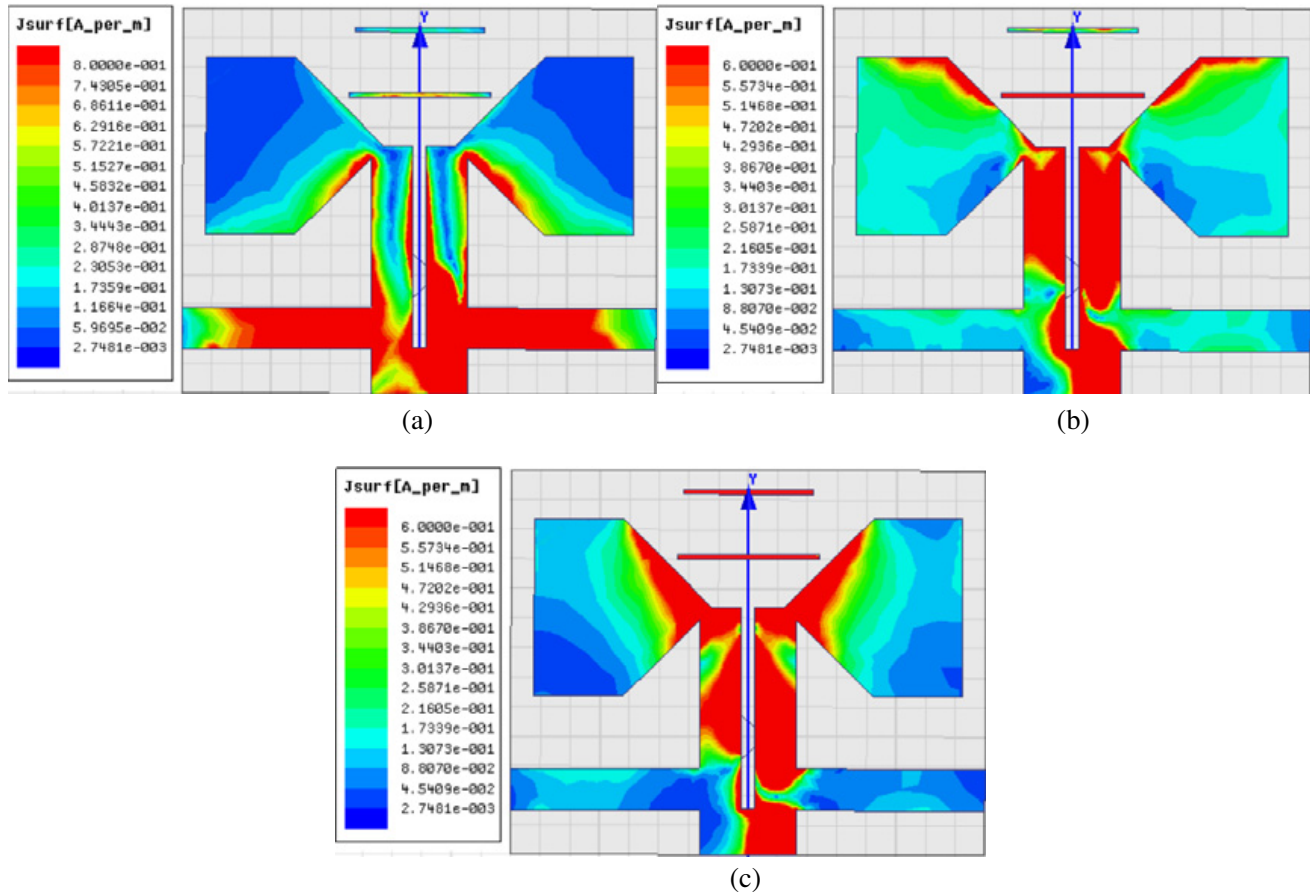 Jsurf[A_per_m]
8.0000e-001
7.4305e-001
6.8611e-001
6.2916e-001
5.7221e-001
5.1527e-001
4.5832e-001
4.0137e-001
3.4443e-001
2.8748e-001
2.3053e-001
1.7359e-001
1.1664e-001
5.9695e-002
2.7481e-003
Y
(a)
Jsurf[A_per_m]
6.0000e-001
5.5734e-001
5.1468e-001
4.7202e-001
4.2936e-001
3.8670e-001
3.4403e-001
3.0137e-001
2.5871e-001
2.1605e-001
1.7339e-001
1.3073e-001
8.8070e-002
4.5409e-002
2.7481e-003
Y
(b)
Jsurf[A_per_m]
6.0000e-001
5.5734e-001
5.1468e-001
4.7202e-001
4.2936e-001
3.8670e-001
3.4403e-001
3.0137e-001
2.5871e-001
2.1605e-001
1.7339e-001
1.3073e-001
8.8070e-002
4.5409e-002
2.7481e-003
Y
(c)